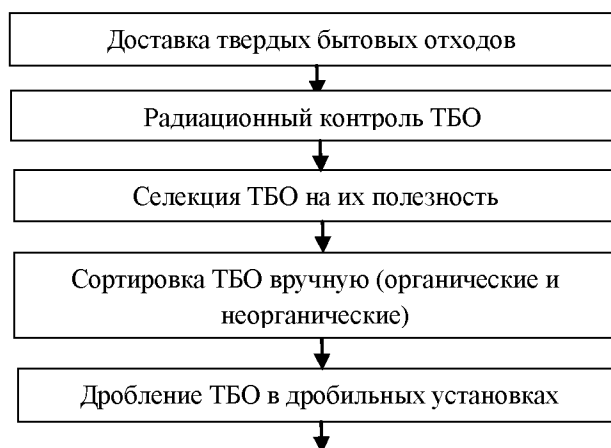 Доставка твердых бытовых отходов
Радиационный контроль ТБО
Селекция ТБО на их полезность
Сортировка ТБО вручную (органические и
неорганические)
Дробление ТБО в дробильных установках